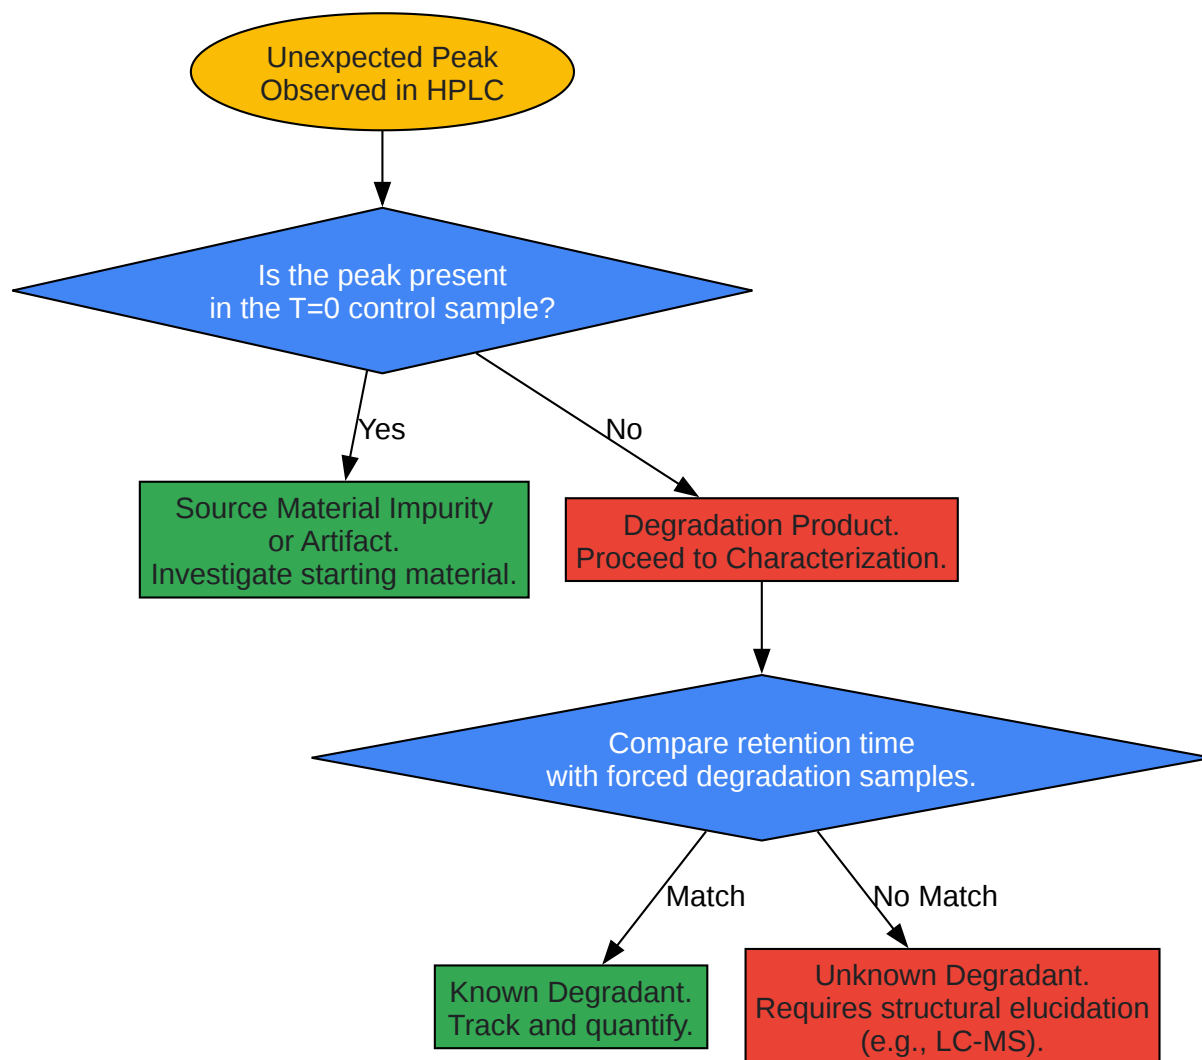 Unexpected Peak
Observed in HPLC
Is the peak present
in the T=0 control sample?
Yes
No
Source Material Impurity
or Artifact.
Investigate starting material.
Degradation Product.
Proceed to Characterization.
Compare retention time
with forced degradation samples.
Match
No Match
Known Degradant.
Track and quantify.
Unknown Degradant.
Requires structural elucidation
(e.g., LC-MS).